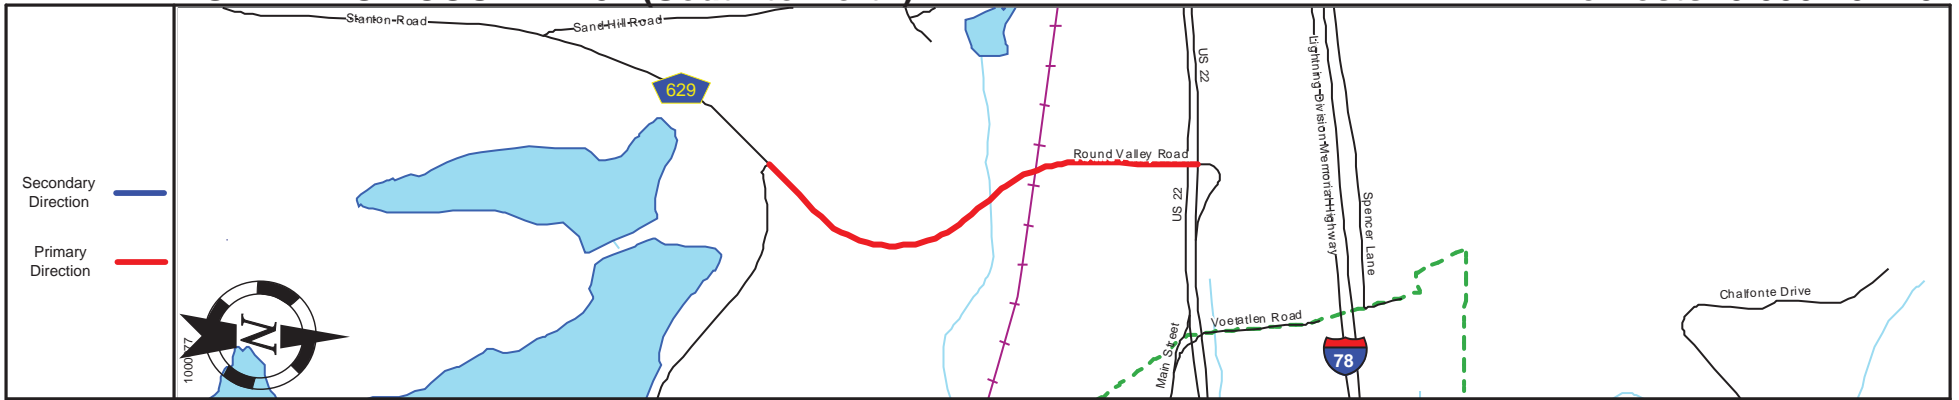 Secondary
Direction
Primary
Direction
Stanton Road
Sand Hill Road
629
Round Valley Road
US 22
US 22
Lightning Division Memorial Highway
Spencer Lane
Voetatlen Road
Main Street
78
Chalfonte Drive
N